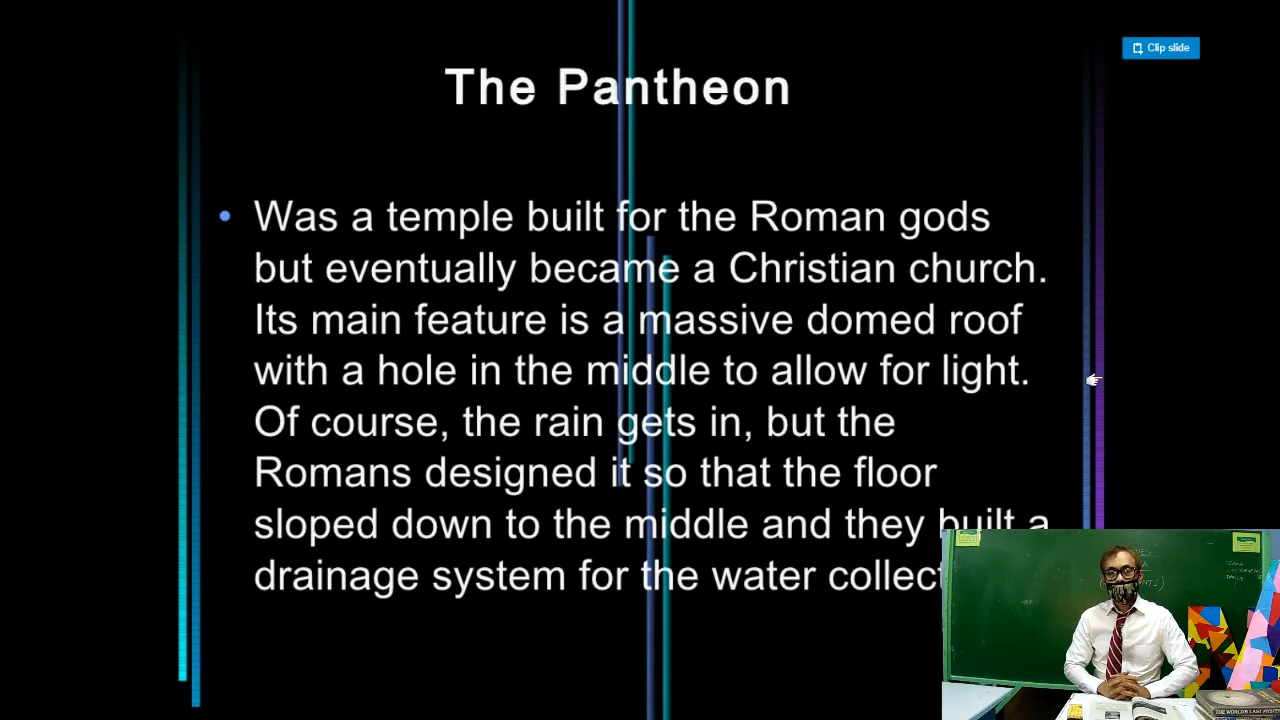 Clip slide
The Pantheon
• Was a temple built for the Roman gods
but eventually became a Christian church.
Its main feature is a massive domed roof
with a hole in the middle to allow for light.
Of course, the rain gets in, but the
Romans designed it so that the floor
sloped down to the middle and they built a
drainage system for the water collect
THE WORLD'S LAST